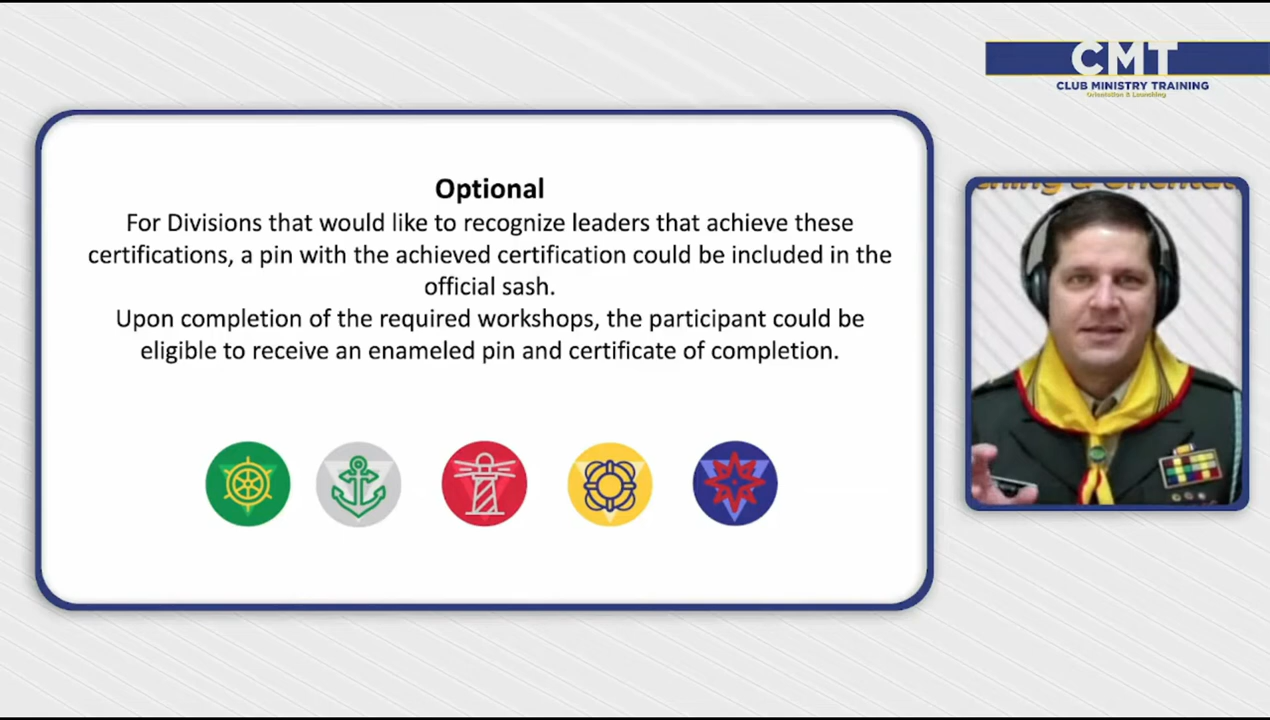 CMT
CLUB MINISTRY TRAINING
Orientation & Launching
Optional
For Divisions that would like to recognize leaders that achieve these
certifications, a pin with the achieved certification could be included in the
official sash.
Upon completion of the required workshops, the participant could be
eligible to receive an enameled pin and certificate of completion.